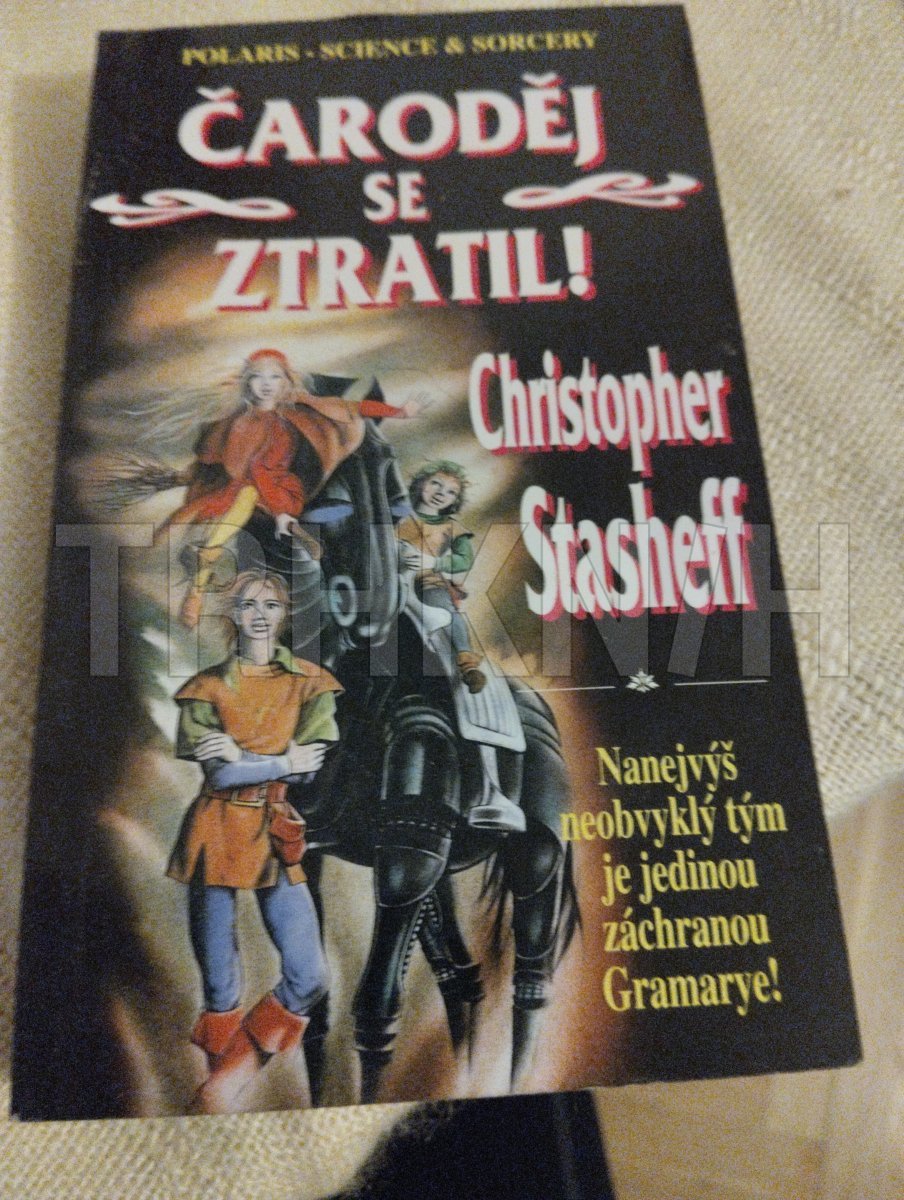 POLARIS - SCIENCE & SORCERY
ČARODĚJ
SE
ZTRATIL!
Christopher
Stasheff
Nanejvýš
neobvyklý tým
je jedinou
záchranou
Gramarye!